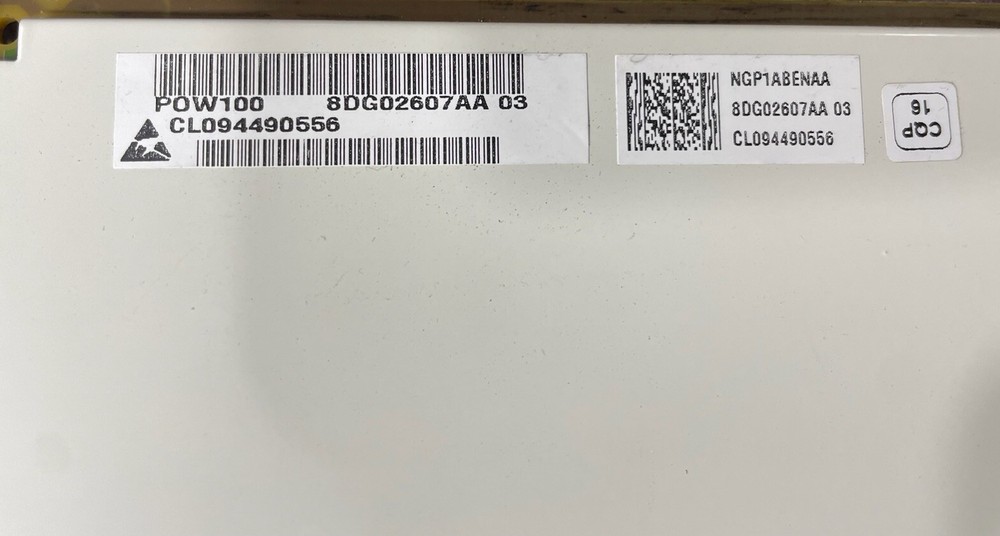 POW100 8DG02607AA 03
CL094490556
NGP1ABENAA
8DG02607AA 03
CL094490556
CQP
16